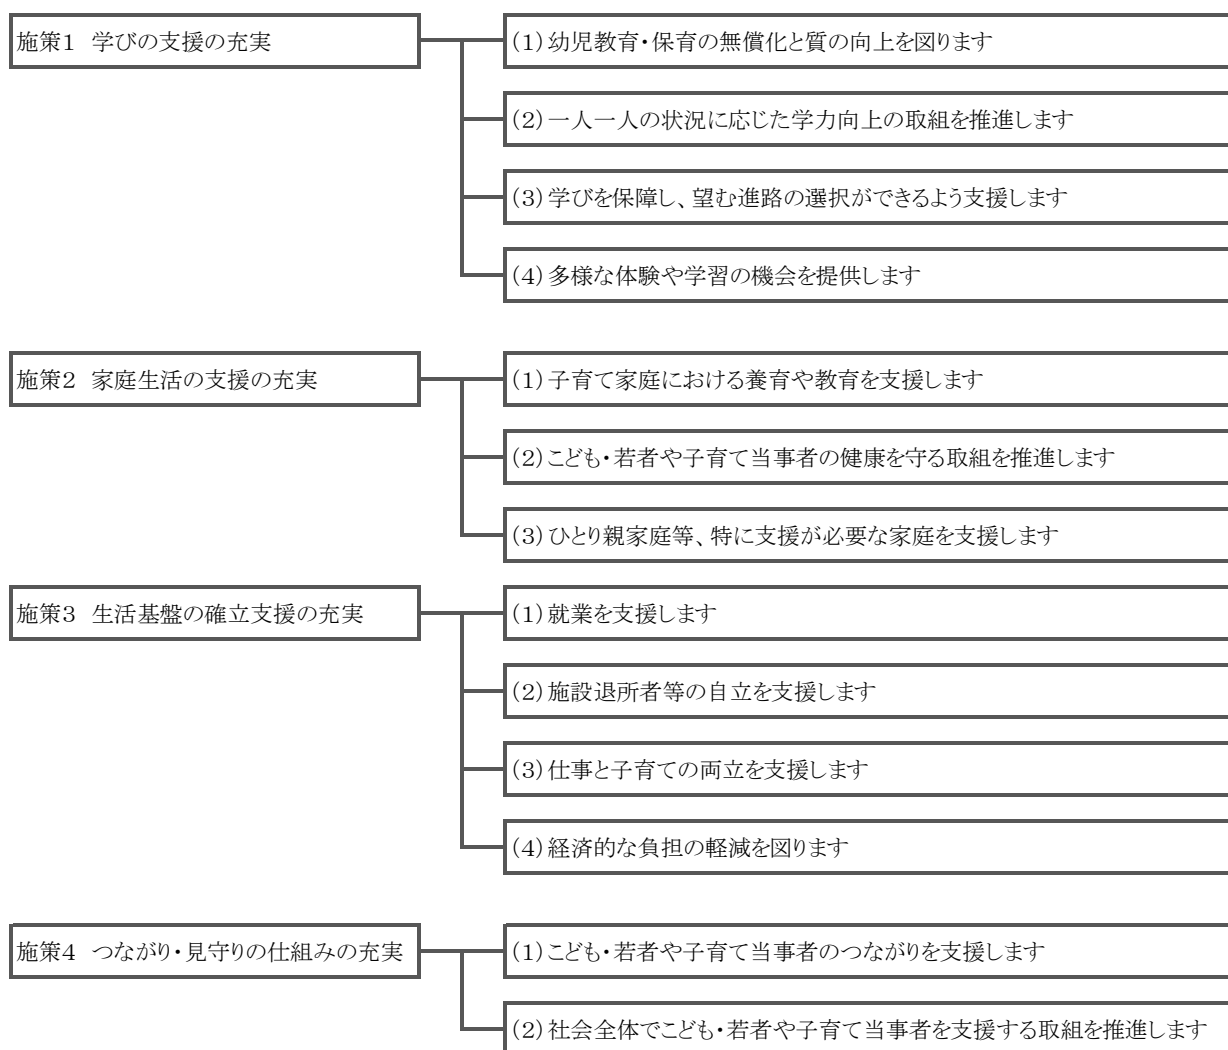 施策1 学びの支援の充実
(1)幼児教育・保育の無償化と質の向上を図ります
(2)一人一人の状況に応じた学力向上の取組を推進します
(3)学びを保障し、望む進路の選択ができるよう支援します
(4)多様な体験や学習の機会を提供します
施策2 家庭生活の支援の充実
(1)子育て家庭における養育や教育を支援します
(2)こども・若者や子育て当事者の健康を守る取組を推進します
(3)ひとり親家庭等、特に支援が必要な家庭を支援します
施策3 生活基盤の確立支援の充実
(1)就業を支援します
(2)施設退所者等の自立を支援します
(3)仕事と子育ての両立を支援します
(4)経済的な負担の軽減を図ります
施策4 つながり・見守りの仕組みの充実
(1)こども・若者や子育て当事者のつながりを支援します
(2)社会全体でこども・若者や子育て当事者を支援する取組を推進します